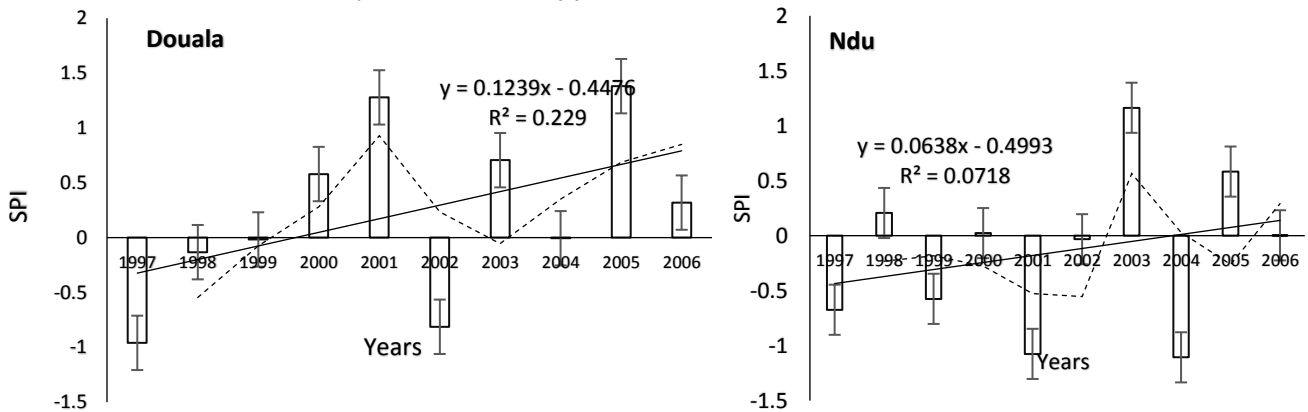 Douala
SPI
2
1.5
1
0.5
0
-0.5
-1
-1.5
y = 0.1239x - 0.4476
R² = 0.229
1997 1998 1999 2000 2001 2002 2003 2004 2005 2006
Years
Ndu
SPI
2
1.5
1
0.5
0
-0.5
-1
-1.5
y = 0.0638x - 0.4993
R² = 0.0718
1997 1998 1999 2000 2001 2002 2003 2004 2005 2006
Years